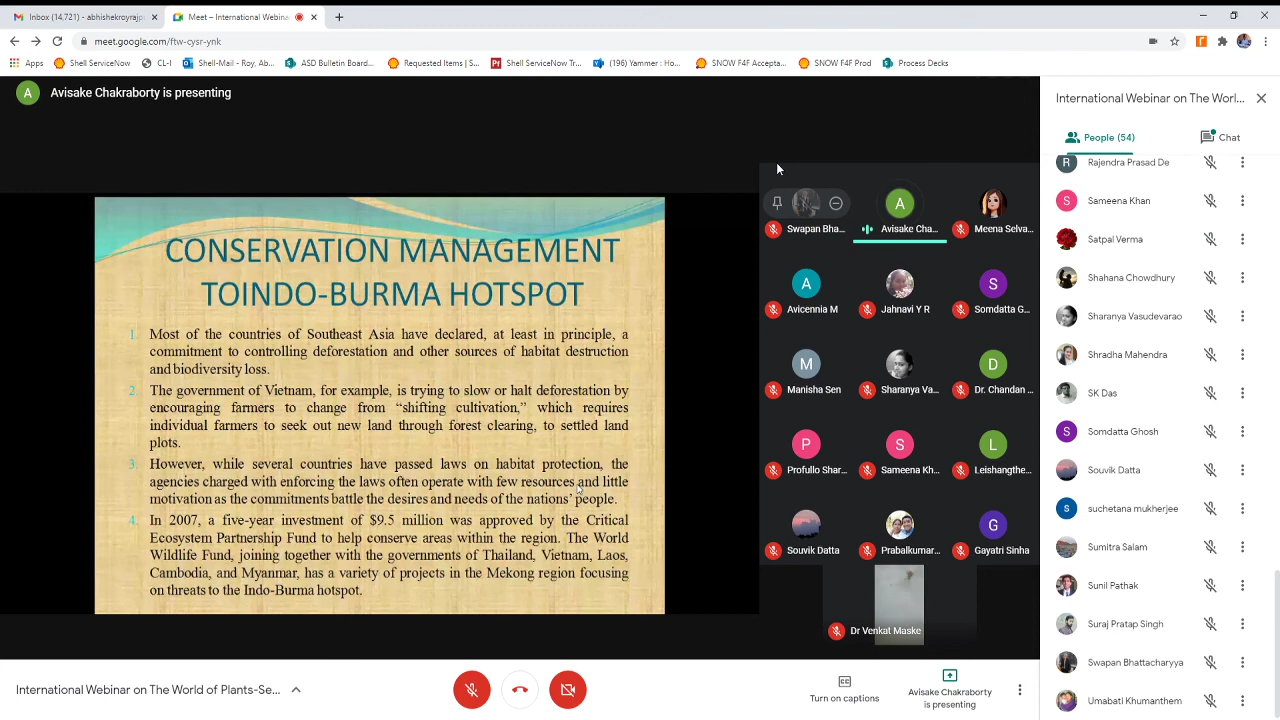 Inbox (14,721) - abhishekroyrajp
Meet – International Webina
meet.google.com/ftw-cysr-ynk
Apps
Shell ServiceNow
CL-I
Shell-Mail - Roy, Ab...
ASD Bulletin Board...
Requested Items | S...
Shell ServiceNow Tr...
(196) Yammer : Ho...
SNOW F4F Accepta...
SNOW F4F Prod
Process Decks
A
Avisake Chakraborty is presenting
CONSERVATION MANAGEMENT
TOINDO-BURMA HOTSPOT
1. Most of the countries of Southeast Asia have declared, at least in principle, a
commitment to controlling deforestation and other sources of habitat destruction
and biodiversity loss.
2. The government of Vietnam, for example, is trying to slow or halt deforestation by
encouraging farmers to change from “shifting cultivation,” which requires
individual farmers to seek out new land through forest clearing, to settled land
plots.
3. However, while several countries have passed laws on habitat protection, the
agencies charged with enforcing the laws often operate with few resources and little
motivation as the commitments battle the desires and needs of the nations’ people.
4. In 2007, a five-year investment of $9.5 million was approved by the Critical
Ecosystem Partnership Fund to help conserve areas within the region. The World
Wildlife Fund, joining together with the governments of Thailand, Vietnam, Laos,
Cambodia, and Myanmar, has a variety of projects in the Mekong region focusing
on threats to the Indo-Burma hotspot.
A
Swapan Bha...
Avisake Cha...
Meena Selva...
A
S
Avicennia M
Jahnavi Y R
Somdatta G...
M
D
Manisha Sen
Sharanya Va...
Dr. Chandan ...
P
S
L
Profullo Shar...
Sameena Kh...
Leishangthe...
G
Souvik Datta
Prabalkumar...
Gayatri Sinha
Dr Venkat Maske
International Webinar on The Worl...
People (54)
Chat
R
Rajendra Prasad De
S
Sameena Khan
Satpal Verma
Shahana Chowdhury
Sharanya Vasudevarao
Shradha Mahendra
SK Das
S
Somdatta Ghosh
Souvik Datta
s
suchetana mukherjee
Sumitra Salam
Sunil Pathak
Suraj Pratap Singh
Swapan Bhattacharyya
Umabati Khumanthem
International Webinar on The World of Plants-Se...
Turn on captions
Avisake Chakraborty
is presenting